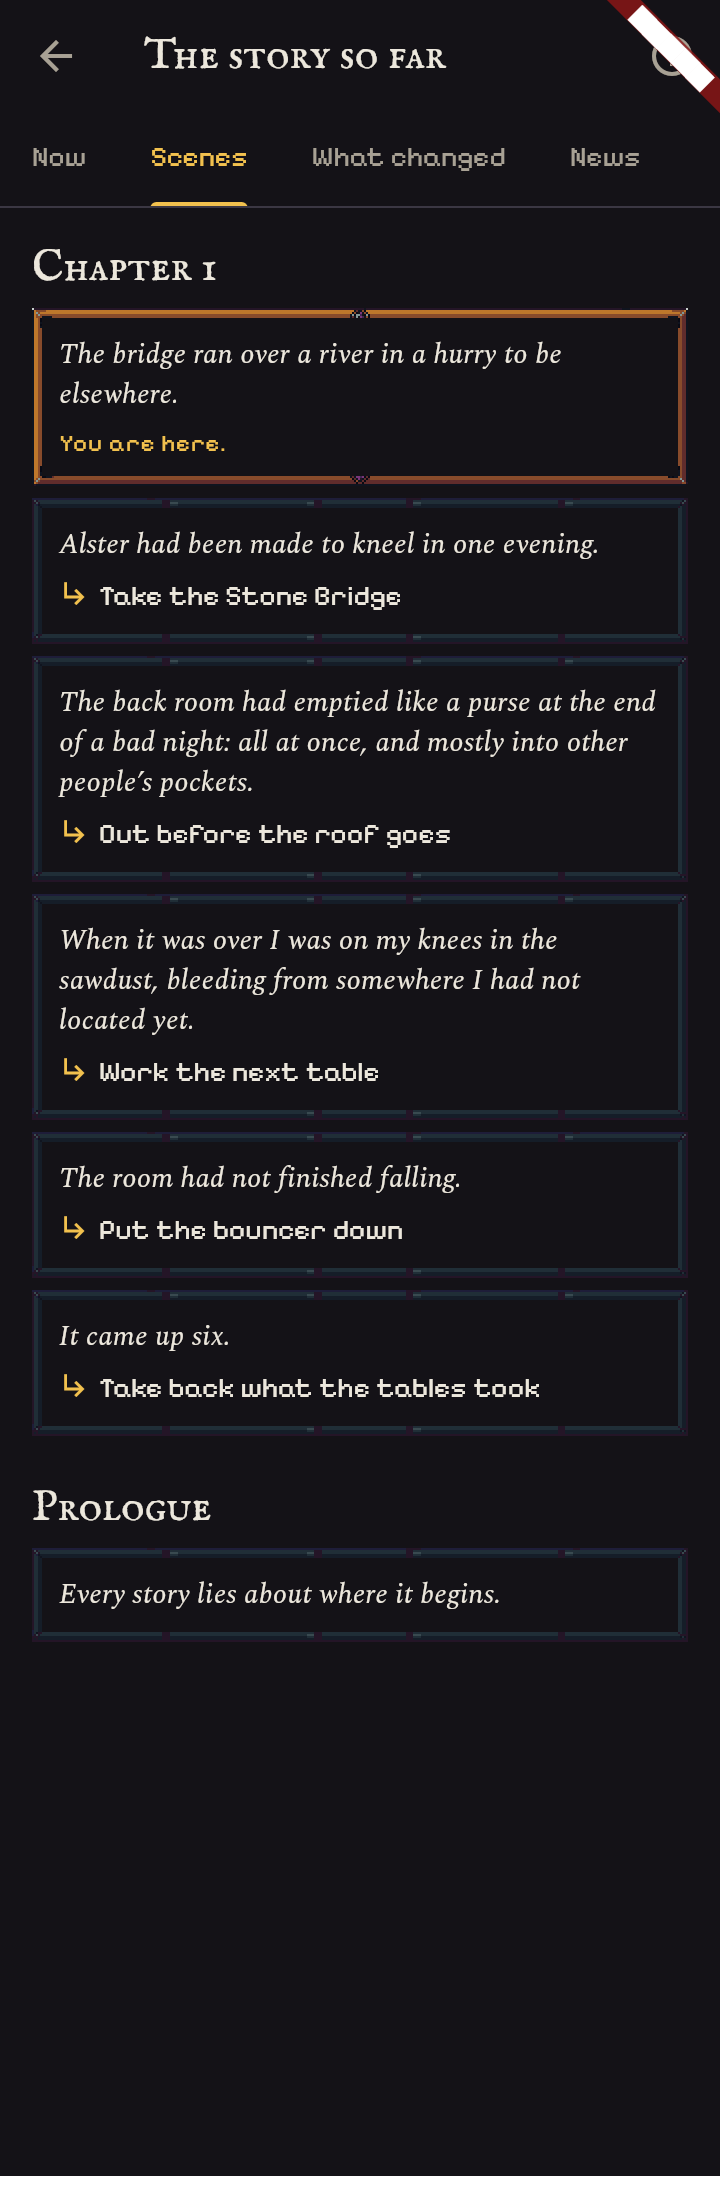 The story so far
Now Scenes What changed News
Chapter 1
The bridge ran over a river in a hurry to be
elsewhere.
You are here.
Alster had been made to kneel in one evening.
↳ Take the Stone Bridge
The back room had emptied like a purse at the end
of a bad night: all at once, and mostly into other
people’s pockets.
↳ Out before the roof goes
When it was over I was on my knees in the
sawdust, bleeding from somewhere I had not
located yet.
↳ Work the next table
The room had not finished falling.
↳ Put the bouncer down
It came up six.
↳ Take back what the tables took
Prologue
Every story lies about where it begins.